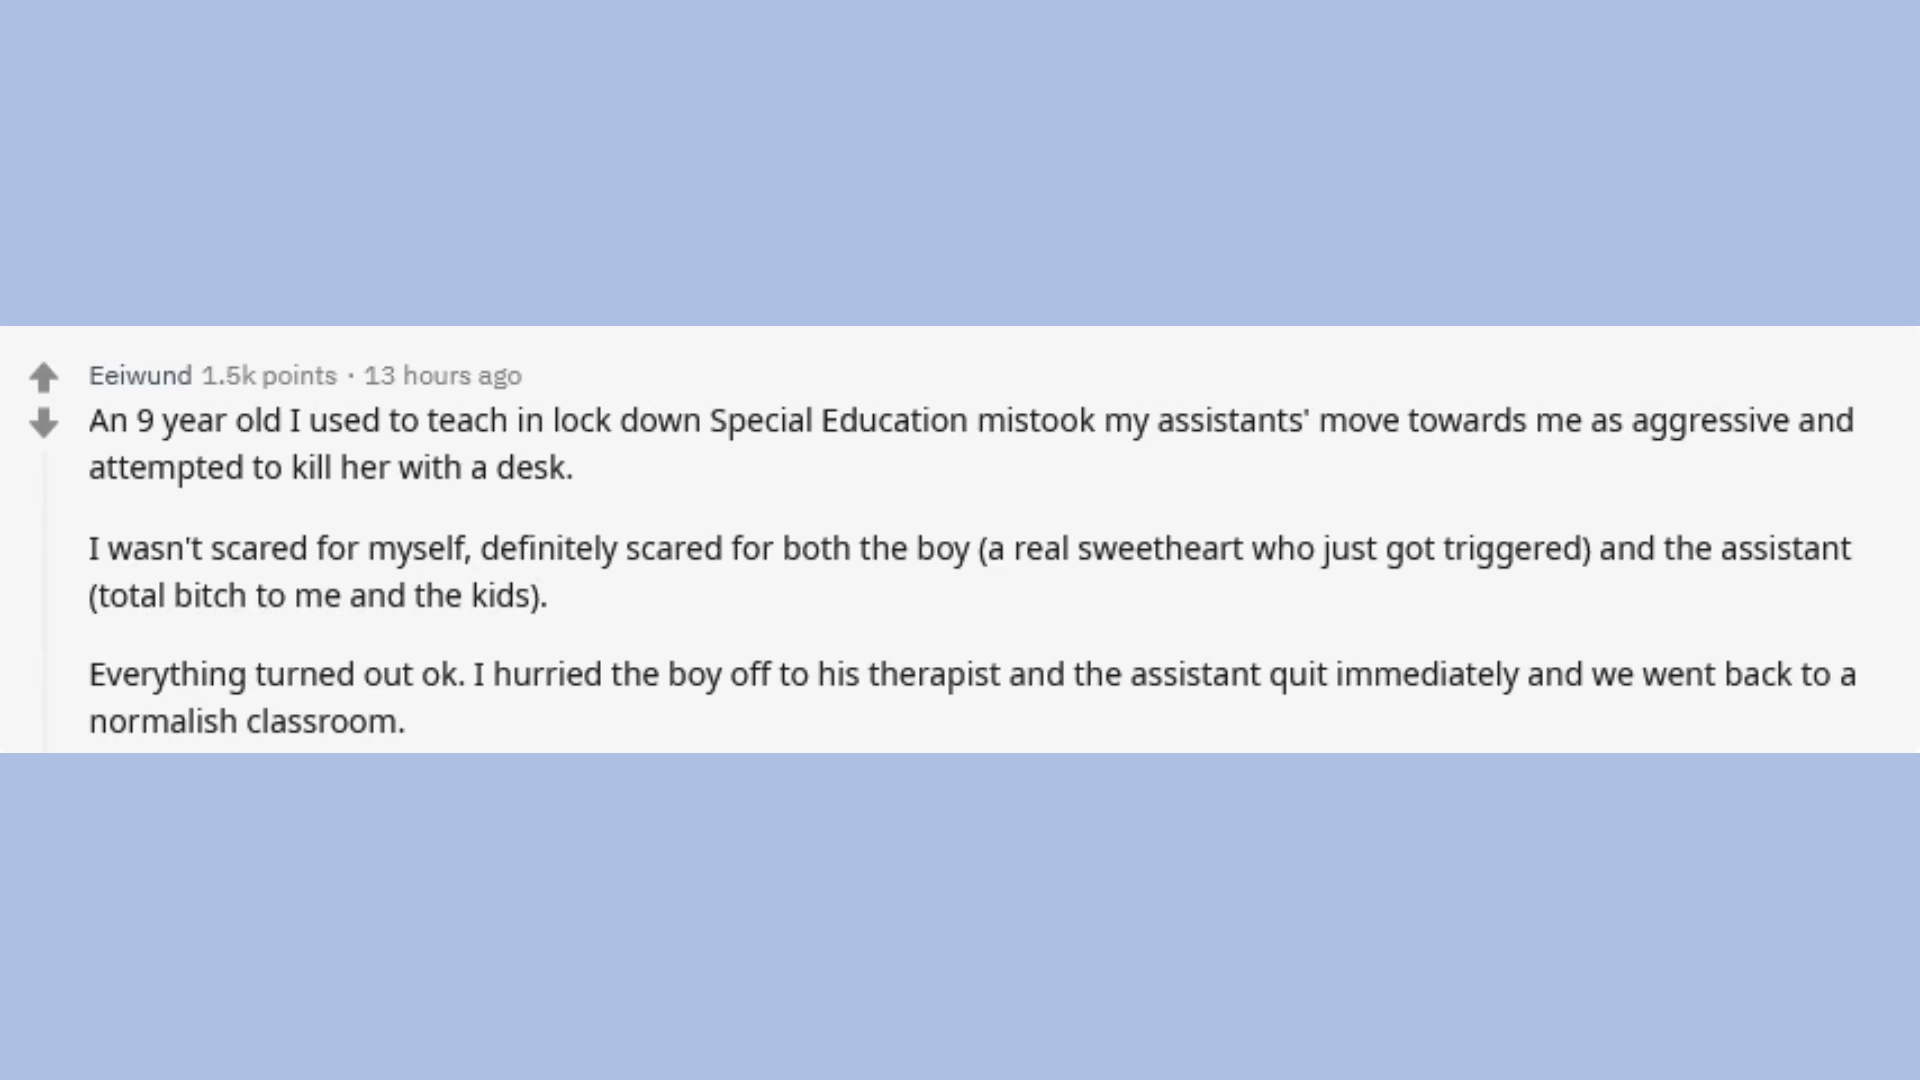 Eeiwund 1.5k points · 13 hours ago
An 9 year old I used to teach in lock down Special Education mistook my assistants' move towards me as aggressive and
attempted to kill her with a desk.
I wasn't scared for myself, definitely scared for both the boy (a real sweetheart who just got triggered) and the assistant
(total bitch to me and the kids).
Everything turned out ok. I hurried the boy off to his therapist and the assistant quit immediately and we went back to a
normalish classroom.